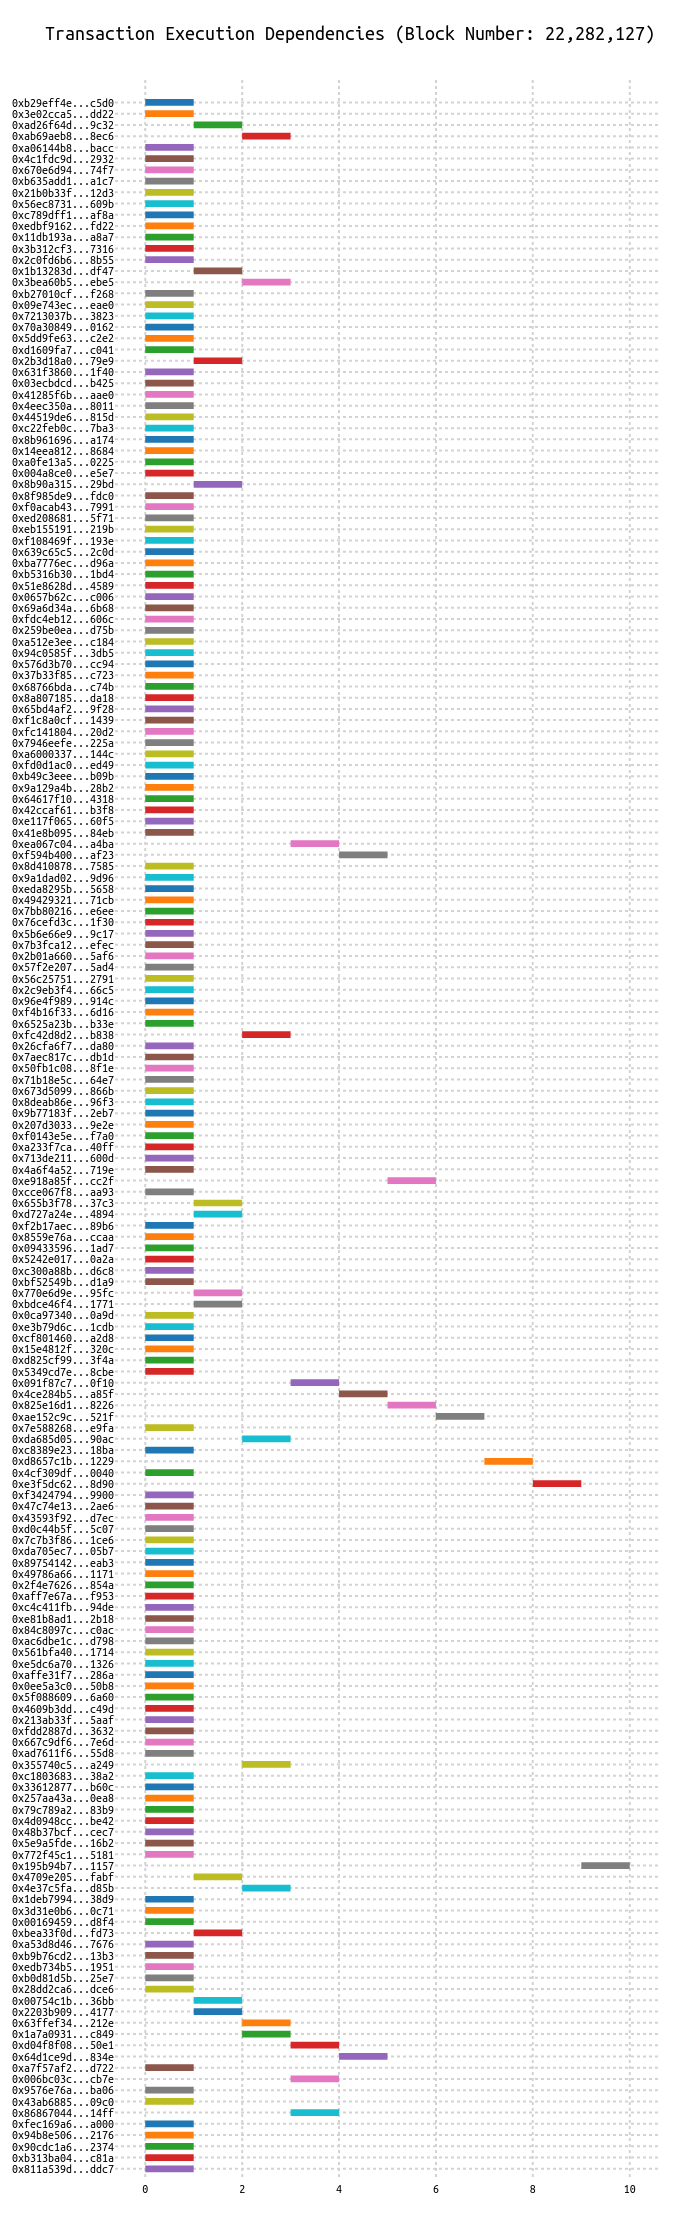 Transaction Execution Dependencies (Block Number: 22,282,127)
0xb29eff4e...c5d0
0x3e02cca5...dd22
0xad26f64d...9c32
0xab69aeb8...8ec6
0xa06144b8...bacc
0x4c1fdc9d...2932
0x670e6d94...74f7
0xb635add1...a1c7
0x21b0b33f...12d3
0x56ec8731...609b
0xc789dff1...af8a
0xedbf9162...fd22
0x11db193a...a8a7
0x3b312cf3...7316
0x2c0fd6b6...8b55
0x1b13283d...df47
0x3bea60b5...ebe5
0xb27010cf...f268
0x09e743ec...eae0
0x7213037b...3823
0x70a30849...0162
0x5dd9fe63...c2e2
0xd1609fa7...c041
0x2b3d18a0...79e9
0x631f3860...1f40
0x03ecbdcd...b425
0x41285f6b...aae0
0x4eec350a...8011
0x44519de6...815d
0xc22feb0c...7ba3
0x8b961696...a174
0x14eea812...8684
0xa0fe13a5...0225
0x004a8ce0...e5e7
0x8b90a315...29bd
0x8f985de9...fdc0
0xf0acab43...7991
0xed208681...5f71
0xeb155191...219b
0xf108469f...193e
0x639c65c5...2c0d
0xba7776ec...d96a
0xb5316b30...1bd4
0x51e8628d...4589
0x0657b62c...c006
0x69a6d34a...6b68
0xfdc4eb12...606c
0x259be0ea...d75b
0xa512e3ee...c184
0x94c0585f...3db5
0x576d3b70...cc94
0x37b33f85...c723
0x68766bda...c74b
0x8a807185...da18
0x65bd4af2...9f28
0xf1c8a0cf...1439
0xfc141804...20d2
0x7946eefe...225a
0xa6000337...144c
0xfd0d1ac0...ed49
0xb49c3eee...b09b
0x9a129a4b...28b2
0x64617f10...4318
0x42ccaf61...b3f8
0xe117f065...60f5
0x41e8b095...84eb
0xea067c04...a4ba
0xf594b400...af23
0x8d410878...7585
0x9a1dad02...9d96
0xeda8295b...5658
0x49429321...71cb
0x7bb80216...e6ee
0x76cefd3c...1f30
0x5b6e66e9...9c17
0x7b3fca12...efec
0x2b01a660...5af6
0x57f2e207...5ad4
0x56c25751...2791
0x2c9eb3f4...66c5
0x96e4f989...914c
0xf4b16f33...6d16
0x6525a23b...b33e
0xfc42d8d2...b838
0x26cfa6f7...da80
0x7aec817c...db1d
0x50fb1c08...8f1e
0x71b18e5c...64e7
0x673d5099...866b
0x8deab86e...96f3
0x9b77183f...2eb7
0x207d3033...9e2e
0xf0143e5e...f7a0
0xa233f7ca...40ff
0x713de211...600d
0x4a6f4a52...719e
0xe918a85f...cc2f
0xcce067f8...aa93
0x655b3f78...37c3
0xd727a24e...4894
0xf2b17aec...89b6
0x8559e76a...ccaa
0x09433596...1ad7
0x5242e017...0a2a
0xc300a88b...d6c8
0xbf52549b...d1a9
0x770e6d9e...95fc
0xbdce46f4...1771
0x0ca97340...0a9d
0xe3b79d6c...1cdb
0xcf801460...a2d8
0x15e4812f...320c
0xd825cf99...3f4a
0x5349cd7e...8cbe
0x091f87c7...0f10
0x4ce284b5...a85f
0x825e16d1...8226
0xae152c9c...521f
0x7e588268...e9fa
0xda685d05...90ac
0xc8389e23...18ba
0xd8657c1b...1229
0x4cf309df...0040
0xe3f5dc62...8d90
0xf3424794...9900
0x47c74e13...2ae6
0x43593f92...d7ec
0xd0c44b5f...5c07
0x7c7b3f86...1ce6
0xda705ec7...05b7
0x89754142...eab3
0x49786a66...1171
0x2f4e7626...854a
0xaff7e67a...f953
0xc4c411fb...94de
0xe81b8ad1...2b18
0x84c8097c...c0ac
0xac6dbe1c...d798
0x561bfa40...1714
0xe5dc6a70...1326
0xaffe31f7...286a
0x0ee5a3c0...50b8
0x5f088609...6a60
0x4609b3dd...c49d
0x213ab33f...5aaf
0xfdd2887d...3632
0x667c9df6...7e6d
0xad7611f6...55d8
0x355740c5...a249
0xc1803683...38a2
0x33612877...b60c
0x257aa43a...0ea8
0x79c789a2...83b9
0x4d0948cc...be42
0x48b37bcf...cec7
0x5e9a5fde...16b2
0x772f45c1...5181
0x195b94b7...1157
0x4709e205...fabf
0x4e37c5fa...d85b
0x1deb7994...38d9
0x3d31e0b6...0c71
0x00169459...d8f4
0xbea33f0d...fd73
0xa53d8d46...7676
0xb9b76cd2...13b3
0xedb734b5...1951
0xb0d81d5b...25e7
0x28dd2ca6...dce6
0x00754c1b...36bb
0x2203b909...4177
0x63ffef34...212e
0x1a7a0931...c849
0xd04f8f08...50e1
0x64d1ce9d...834e
0xa7f57af2...d722
0x006bc03c...cb7e
0x9576e76a...ba06
0x43ab6885...09c0
0x86867044...14ff
0xfec169a6...a000
0x94b8e506...2176
0x90cdc1a6...2374
0xb313ba04...c81a
0x811a539d...ddc7
0 2 4 6 8 10